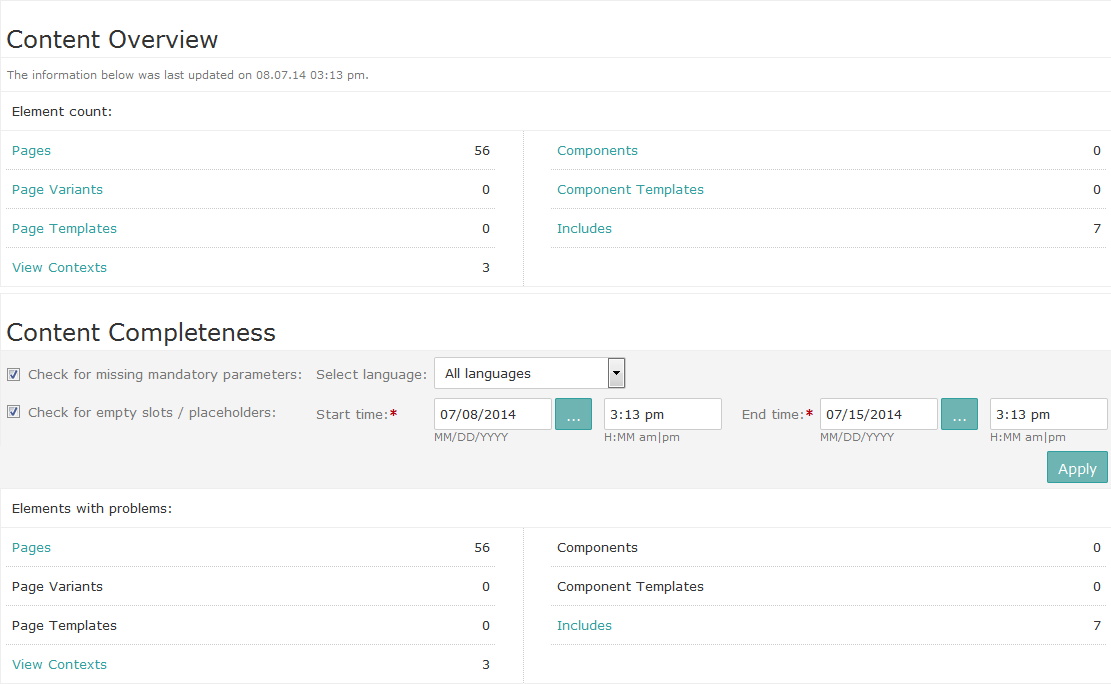 Content Overview
The information below was last updated on 08.07.14 03:13 pm.
Element count:
Pages 56 Components 0
Page Variants 0 Component Templates 0
Page Templates 0 Includes 7
View Contexts 3
Content Completeness
Check for missing mandatory parameters: Select language: All languages
Check for empty slots / placeholders: Start time:* 07/08/2014 ... 3:13 pm End time:* 07/15/2014 ... 3:13 pm
MM/DD/YYYY H:MM am|pm MM/DD/YYYY H:MM am|pm
Apply
Elements with problems:
Pages 56 Components 0
Page Variants 0 Component Templates 0
Page Templates 0 Includes 7
View Contexts 3